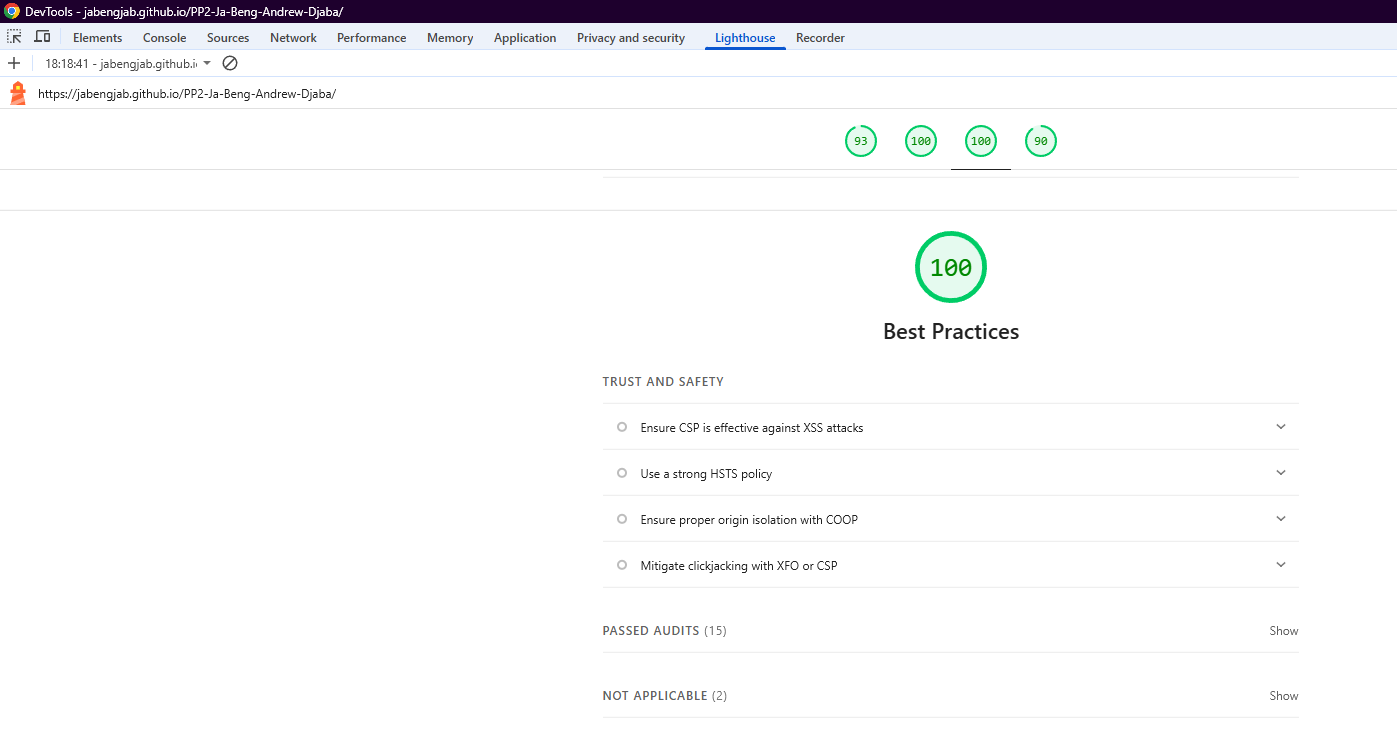 DevTools - jabengjab.github.io/PP2-Ja-Beng-Andrew-Djaba/
Elements Console Sources Network Performance Memory Application Privacy and security Lighthouse Recorder
18:18:41 - jabengjab.github.i
https://jabengjab.github.io/PP2-Ja-Beng-Andrew-Djaba/
93 100 100 90
100
Best Practices
TRUST AND SAFETY
Ensure CSP is effective against XSS attacks
Use a strong HSTS policy
Ensure proper origin isolation with COOP
Mitigate clickjacking with XFO or CSP
PASSED AUDITS (15) Show
NOT APPLICABLE (2) Show